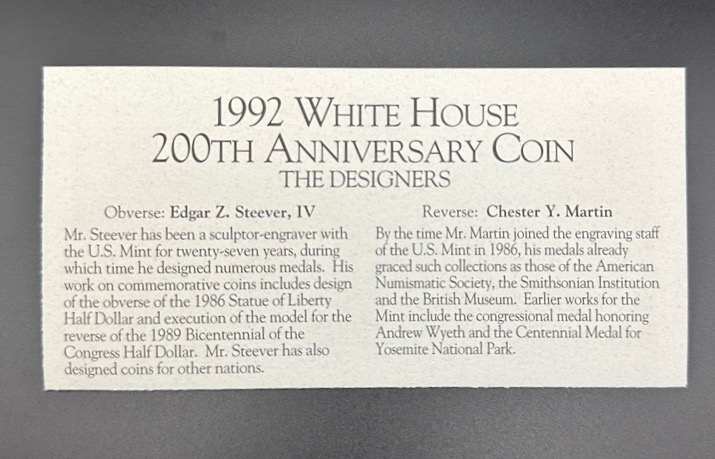 1992 WHITE HOUSE
200TH ANNIVERSARY COIN
THE DESIGNERS
Obverse: Edgar Z. Steever, IV
Mr. Steever has been a sculptor-engraver with
the U.S. Mint for twenty-seven years, during
which time he designed numerous medals. His
work on commemorative coins includes design
of the obverse of the 1986 Statue of Liberty
Half Dollar and execution of the model for the
reverse of the 1989 Bicentennial of the
Congress Half Dollar. Mr. Steever has also
designed coins for other nations.
Reverse: Chester Y. Martin
By the time Mr. Martin joined the engraving staff
of the U.S. Mint in 1986, his medals already
graced such collections as those of the American
Numismatic Society, the Smithsonian Institution
and the British Museum. Earlier works for the
Mint include the congressional medal honoring
Andrew Wyeth and the Centennial Medal for
Yosemite National Park.